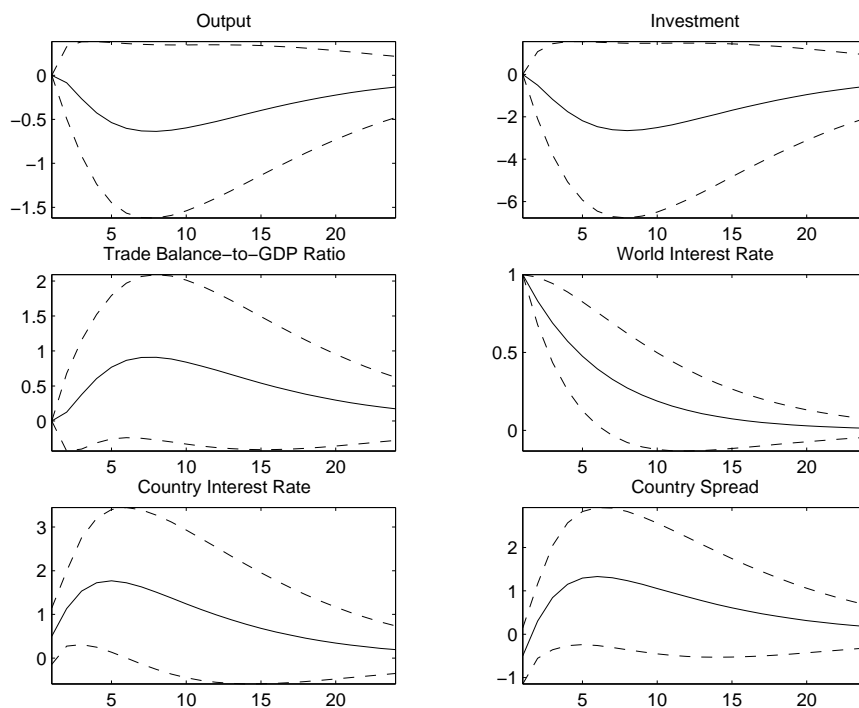 Output
0
−0.5
−1
−1.5
5 10 15 20
Investment
0
−2
−4
−6
5 10 15 20
Trade Balance−to−GDP Ratio
2
1.5
1
0.5
0
5 10 15 20
World Interest Rate
1
0.5
0
5 10 15 20
Country Interest Rate
3
2
1
0
5 10 15 20
Country Spread
2
1
0
−1
5 10 15 20